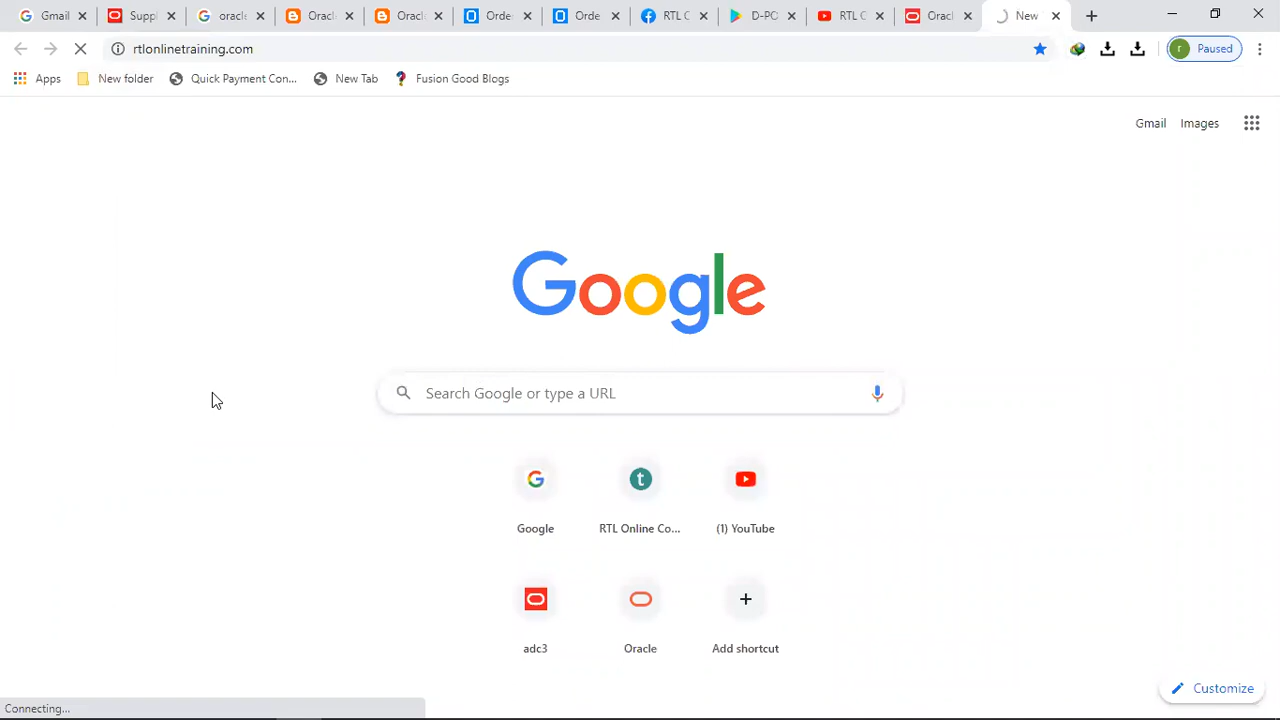 Gmail Suppl oracle Oracl Oracl Orde Orde RTL C D-PO RTL C Oracl New
rtlonlinetraining.com Paused
Apps New folder Quick Payment Con... New Tab Fusion Good Blogs
Gmail Images
Google
Search Google or type a URL
Google RTL Online Co... (1) YouTube
adc3 Oracle Add shortcut
Customize
Connecting...